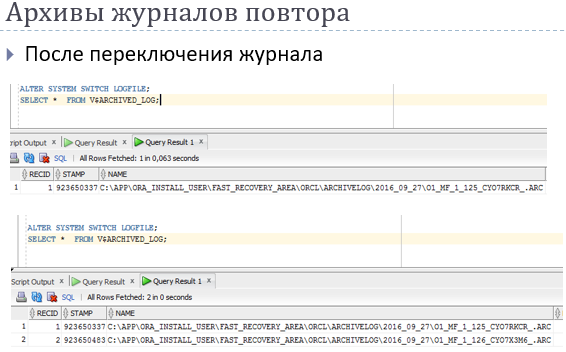 Архивы журналов повтора
После переключения журнала
ALTER SYSTEM SWITCH LOGFILE;
SELECT * FROM V$ARCHIVED_LOG;
ript Output x Query Result x Query Result 1 x
SQL | All Rows Fetched: 1 in 0,063 seconds
RECID STAMP NAME
1 1 923650337 C:\APP\ORA_INSTALL_USER\FAST_RECOVERY_AREA\ORCL\ARCHIVELOG\2016_09_27\O1_MF_1_125_CYO7RKCR_.ARC
ALTER SYSTEM SWITCH LOGFILE;
SELECT * FROM V$ARCHIVED_LOG;
Script Output x Query Result x Query Result 1 x
SQL | All Rows Fetched: 2 in 0 seconds
RECID STAMP NAME
1 1 923650337 C:\APP\ORA_INSTALL_USER\FAST_RECOVERY_AREA\ORCL\ARCHIVELOG\2016_09_27\O1_MF_1_125_CYO7RKCR_.ARC
2 2 923650483 C:\APP\ORA_INSTALL_USER\FAST_RECOVERY_AREA\ORCL\ARCHIVELOG\2016_09_27\O1_MF_1_126_CYO7X3M6_.ARC